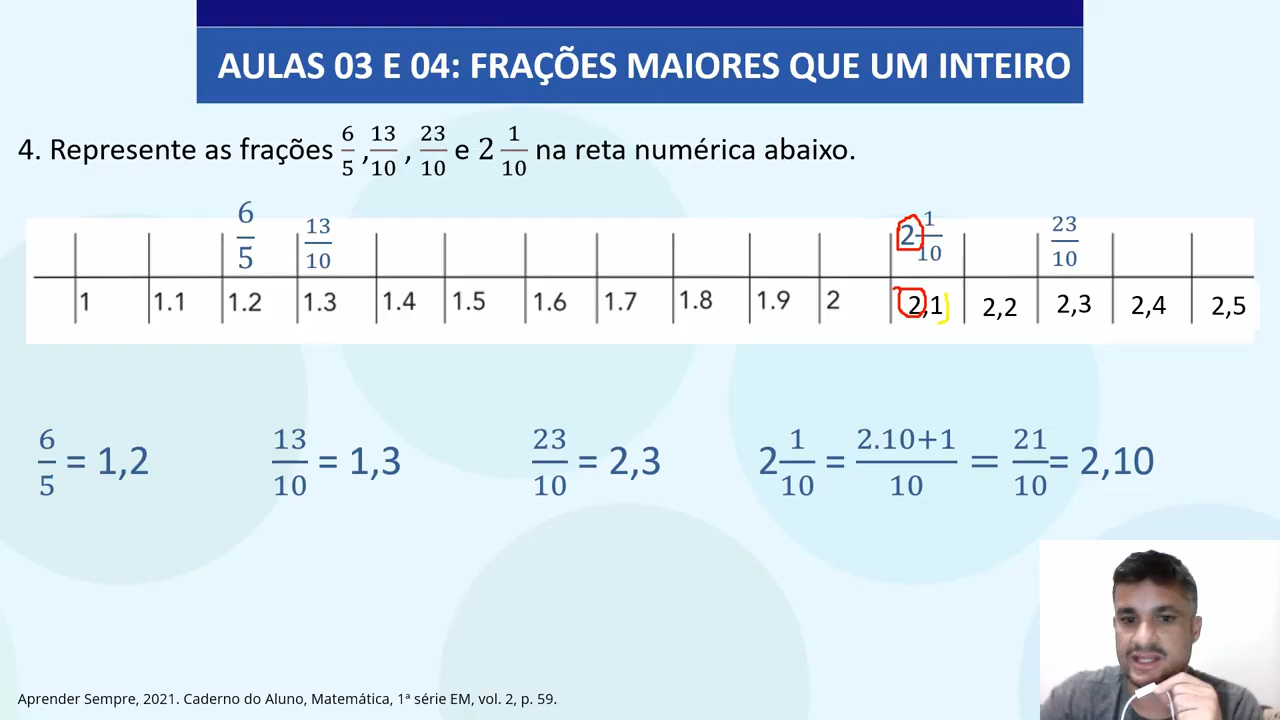 AULAS 03 E 04: FRAÇÕES MAIORES QUE UM INTEIRO
4. Represente as frações 6/5 , 13/10 , 23/10 e 2 1/10 na reta numérica abaixo.
6/5 13/10 2 1/10 23/10
1 1.1 1.2 1.3 1.4 1.5 1.6 1.7 1.8 1.9 2 2,1 2,2 2,3 2,4 2,5
6/5 = 1,2 13/10 = 1,3 23/10 = 2,3 2 1/10 = 2.10+1/10 = 21/10 = 2,10
Aprender Sempre, 2021. Caderno do Aluno, Matemática, 1ª série EM, vol. 2, p. 59.